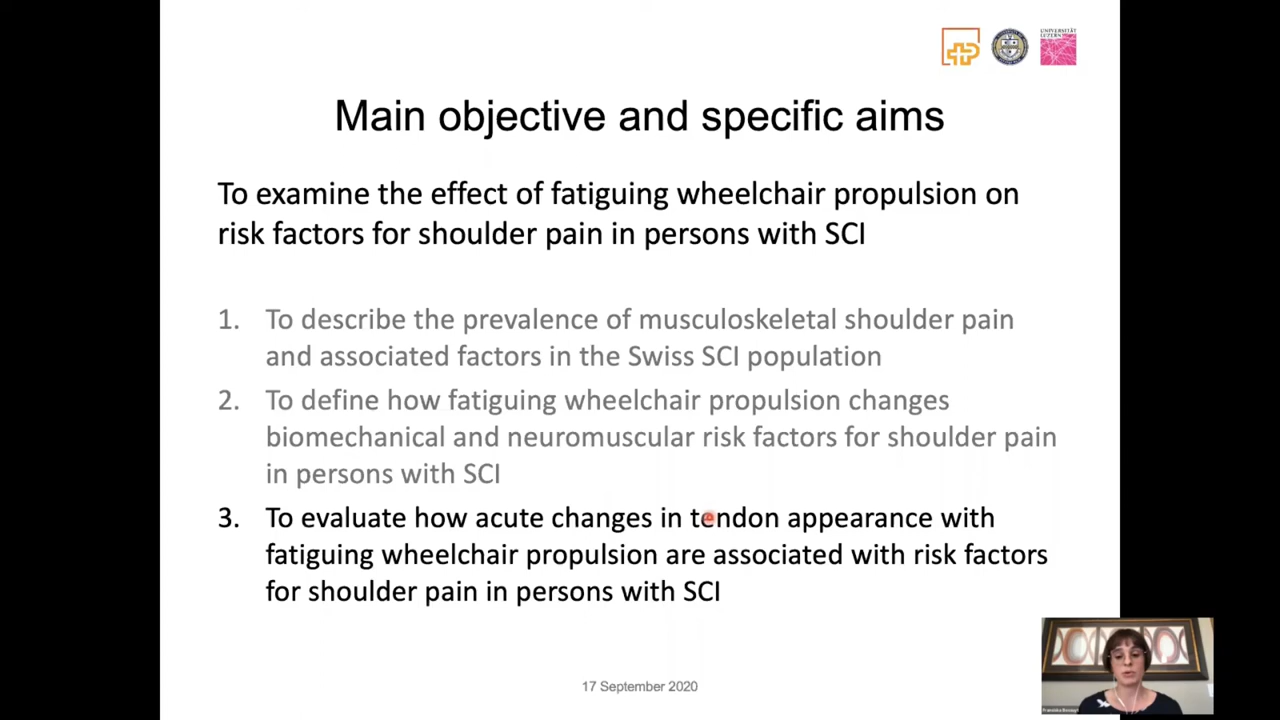 UNIVERSITÄT
LUZERN
Main objective and specific aims
To examine the effect of fatiguing wheelchair propulsion on
risk factors for shoulder pain in persons with SCI
1. To describe the prevalence of musculoskeletal shoulder pain
and associated factors in the Swiss SCI population
2. To define how fatiguing wheelchair propulsion changes
biomechanical and neuromuscular risk factors for shoulder pain
in persons with SCI
3. To evaluate how acute changes in tendon appearance with
fatiguing wheelchair propulsion are associated with risk factors
for shoulder pain in persons with SCI
17 September 2020